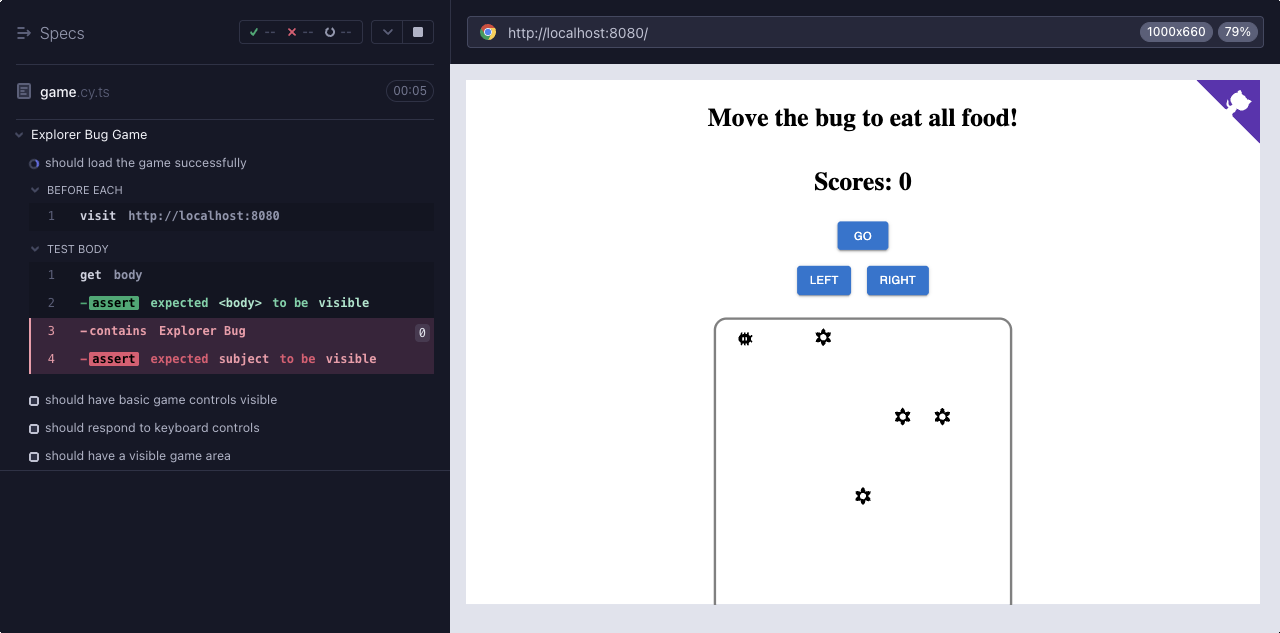 Specs
-- -- --
game.cy.ts 00:05
Explorer Bug Game
should load the game successfully
BEFORE EACH
1 visit http://localhost:8080
TEST BODY
1 get body
2 -assert expected <body> to be visible
3 -contains Explorer Bug 0
4 -assert expected subject to be visible
should have basic game controls visible
should respond to keyboard controls
should have a visible game area
http://localhost:8080/ 1000x660 79%
Move the bug to eat all food!
Scores: 0
GO
LEFT RIGHT